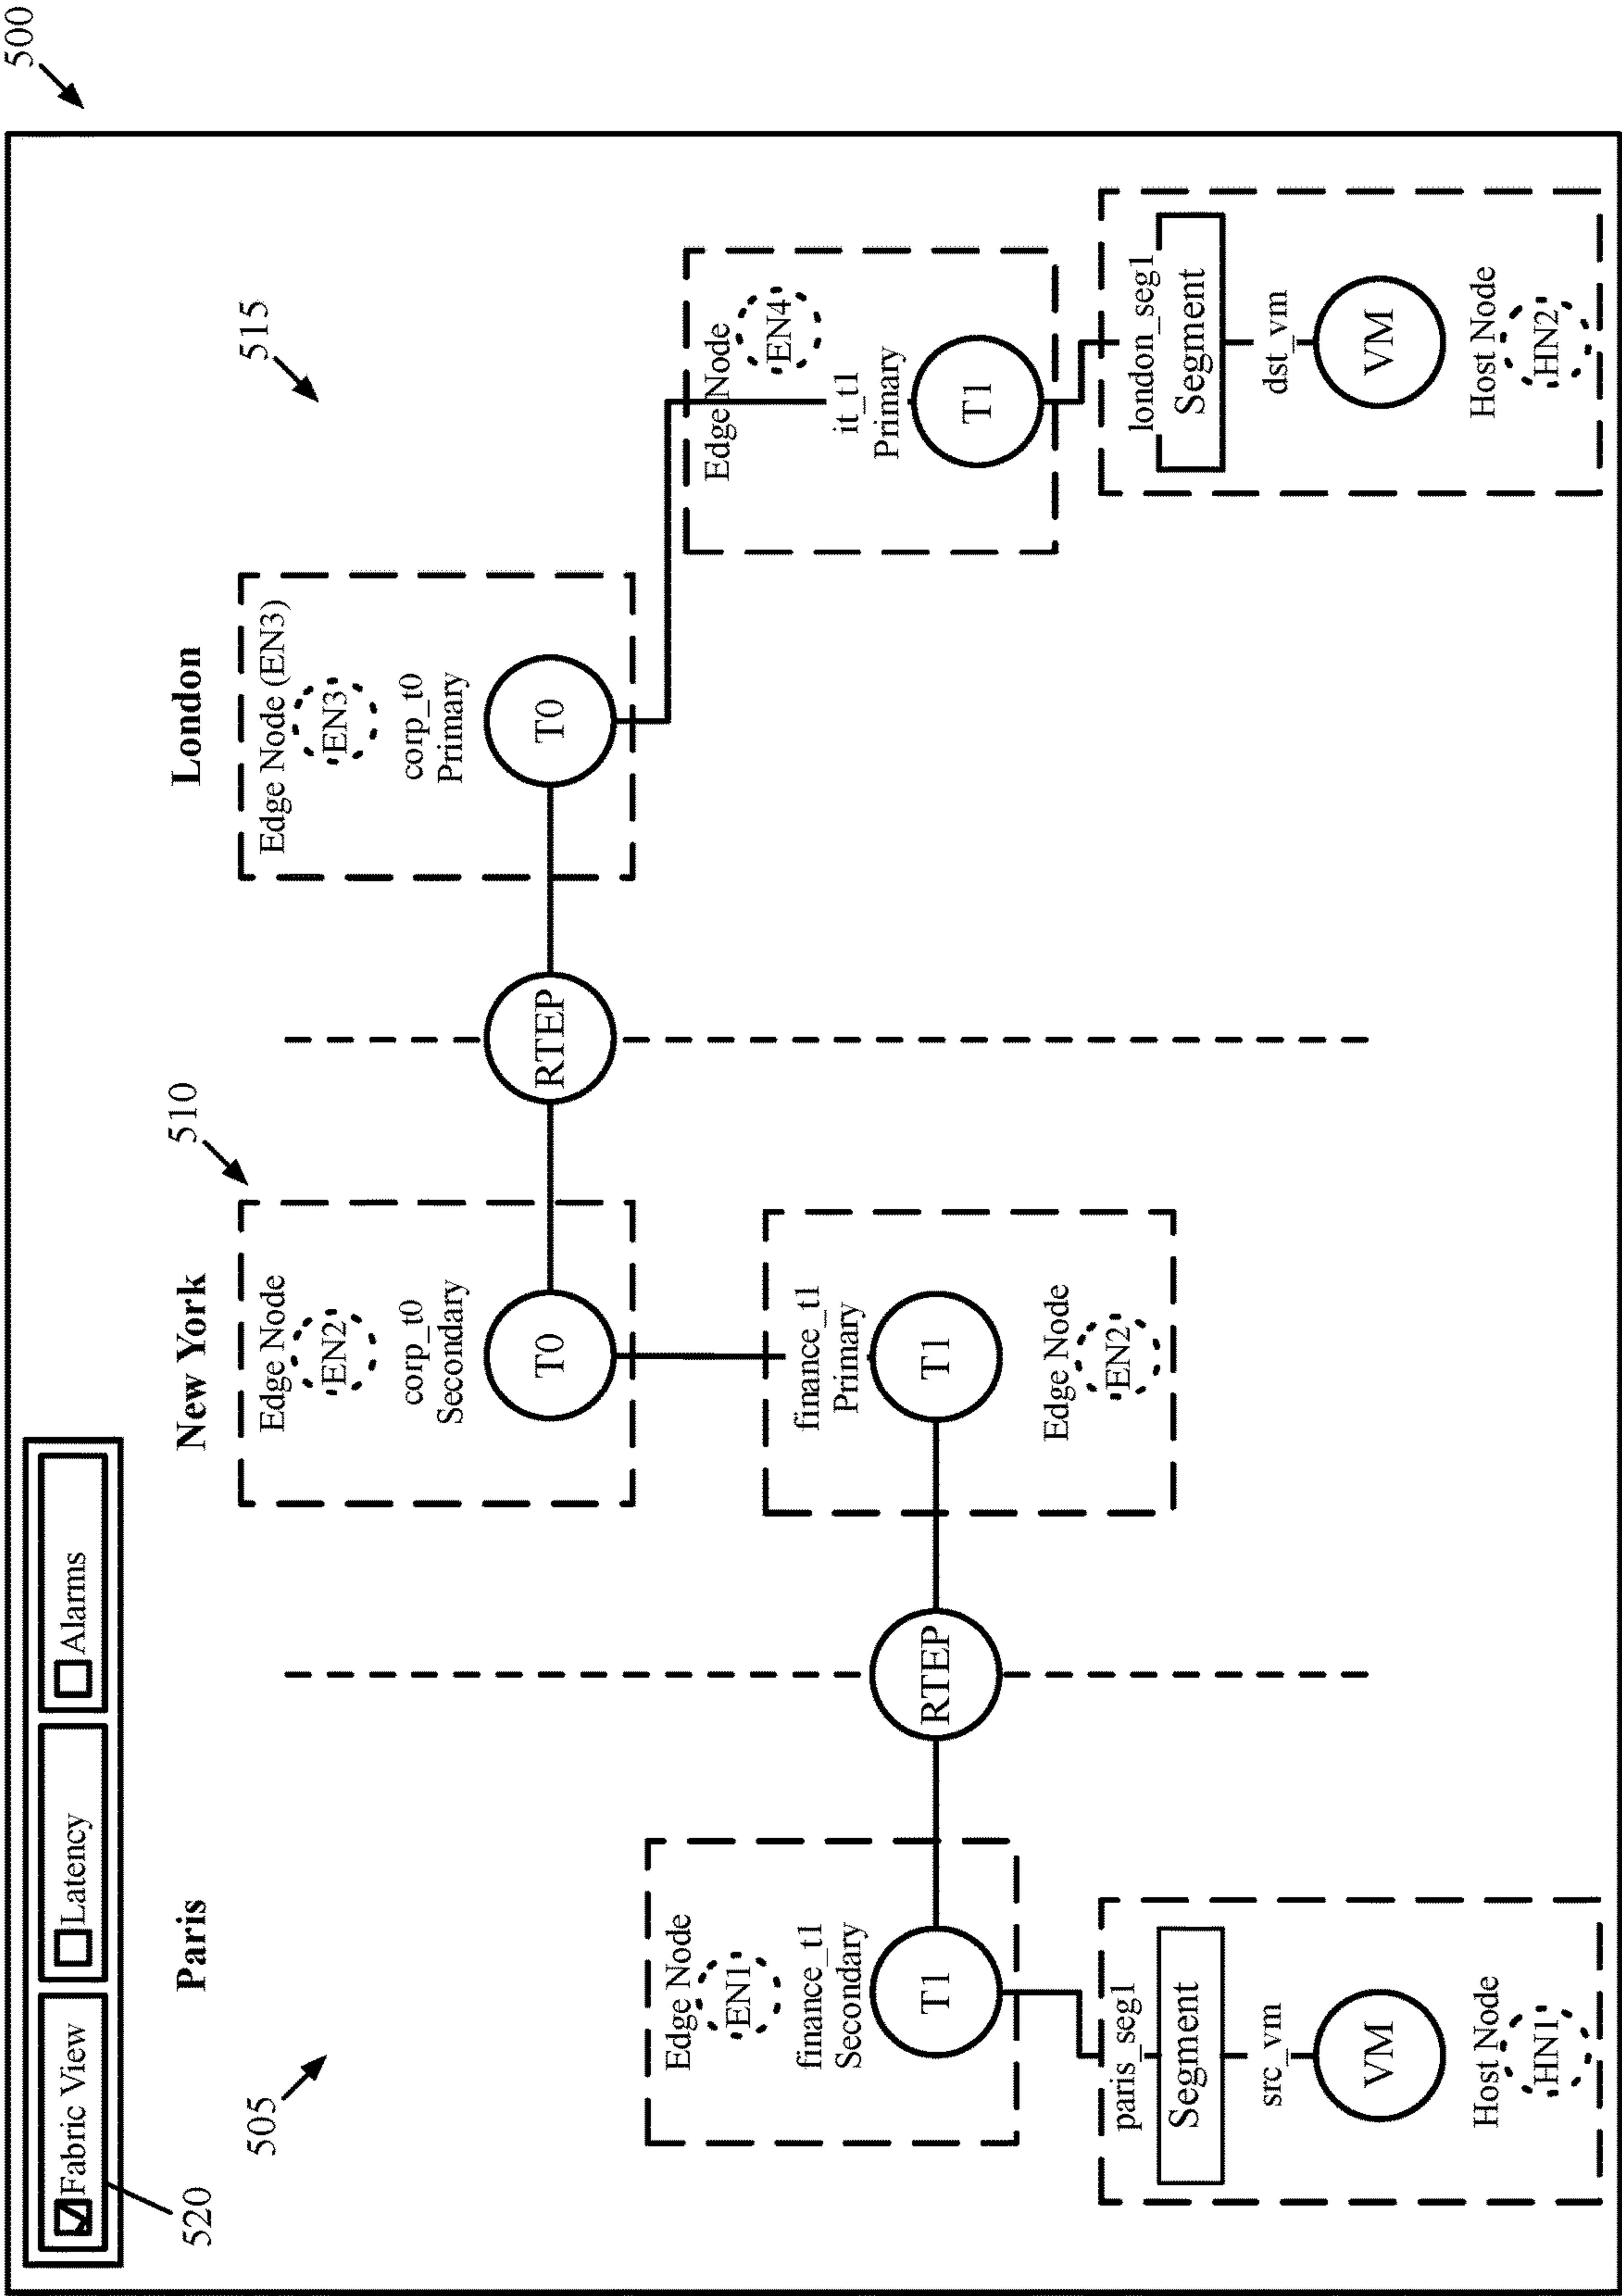 500
Fabric View
Latency
Alarms
520
Paris
New York
London
505
510
515
Edge Node
EN2
corp_t0
Secondary
T0
RTEP
Edge Node (EN3)
EN3
corp_t0
Primary
T0
Edge Node
EN1
finance_t1
Secondary
T1
RTEP
finance_t1
Primary
T1
Edge Node
EN2
Edge Node
EN4
it_t1
Primary
T1
paris_seg1
Segment
src_vm
VM
Host Node
HN1
london_seg1
Segment
dst_vm
VM
Host Node
HN2